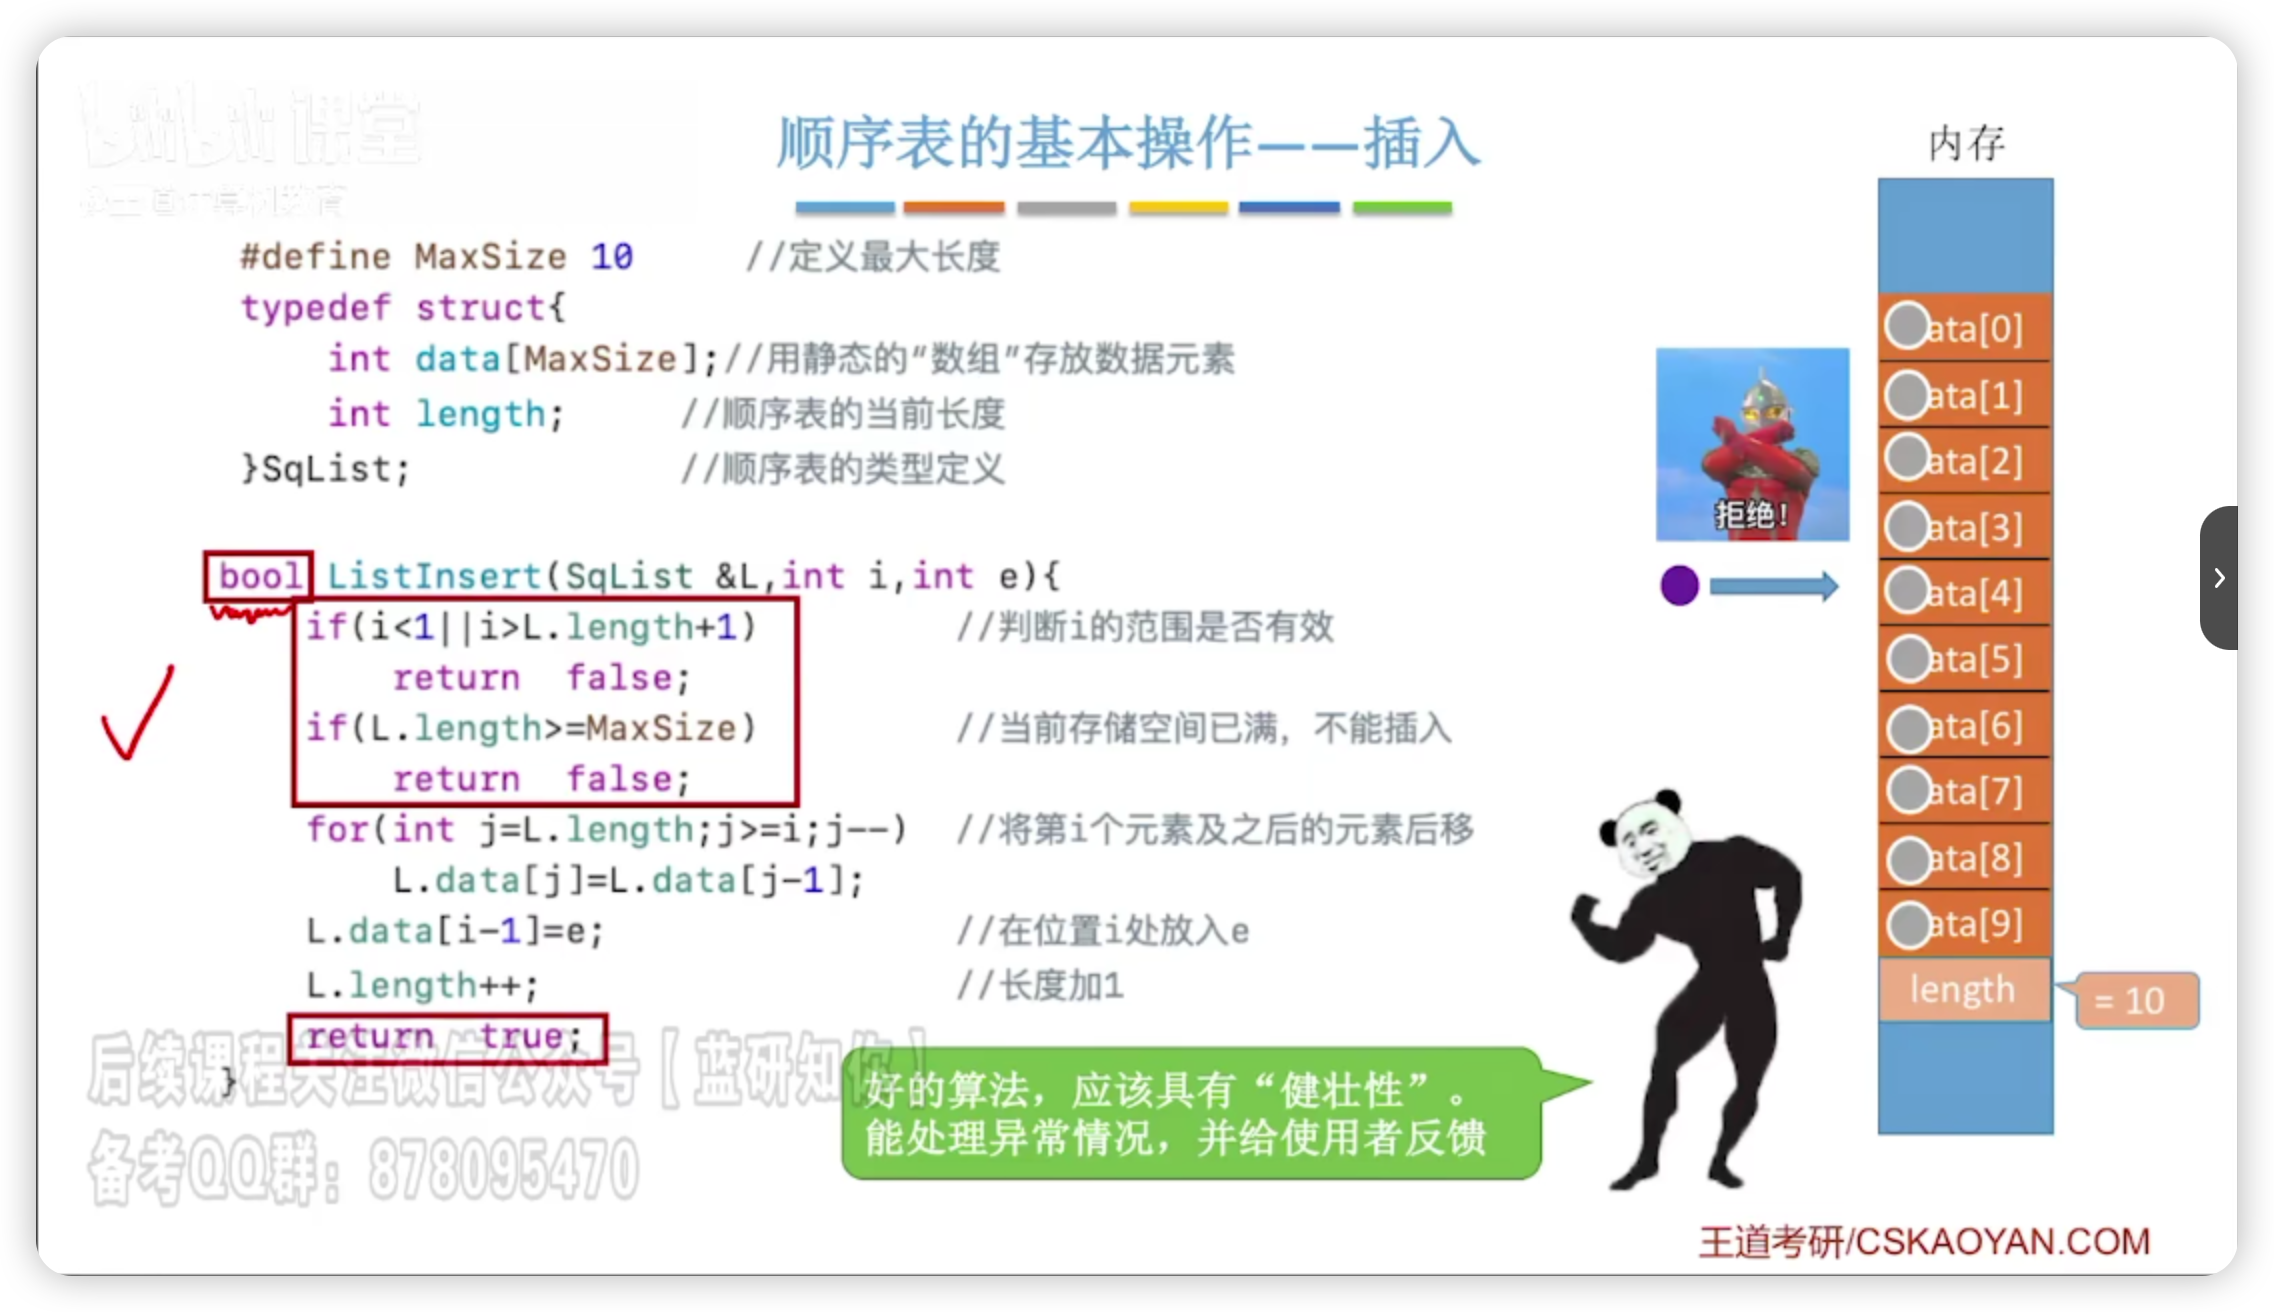 课堂
顺序表的基本操作——插入
#define MaxSize 10 //定义最大长度
typedef struct{
int data[MaxSize];//用静态的“数组”存放数据元素
int length; //顺序表的当前长度
}SqList; //顺序表的类型定义
bool ListInsert(SqList &L,int i,int e){
if(i<1||i>L.length+1) //判断i的范围是否有效
return false;
if(L.length>=MaxSize) //当前存储空间已满，不能插入
return false;
for(int j=L.length;j>=i;j--) //将第i个元素及之后的元素后移
L.data[j]=L.data[j-1];
L.data[i-1]=e; //在位置i处放入e
L.length++; //长度加1
return true;
}
后续课程关注微信公众号【蓝研知你】
备考QQ群：878095470
好的算法，应该具有“健壮性”。
能处理异常情况，并给使用者反馈
拒绝！
内存
ata[0]
ata[1]
ata[2]
ata[3]
ata[4]
ata[5]
ata[6]
ata[7]
ata[8]
ata[9]
length
= 10
王道考研/CSKAOYAN.COM